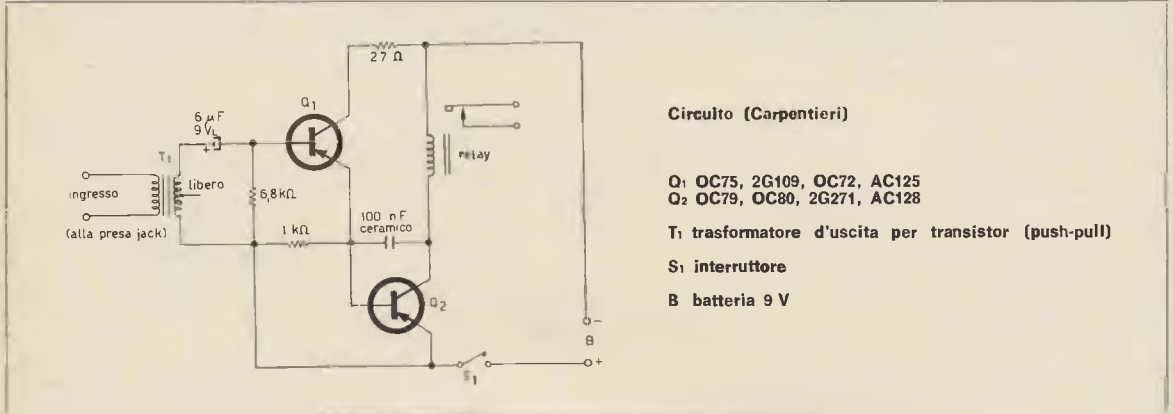 27 Ω
Q1
6 μF
9 VL
+
T1
ingresso
libero
6,8kΩ
relay
(alla presa jack)
1 kΩ
100 nF
ceramico
Q2
-
B
+
S1
Circuito (Carpentieri)
Q1 OC75, 2G109, OC72, AC125
Q2 OC79, OC80, 2G271, AC128
T1 trasformatore d'uscita per transistor (push-pull)
S1 interruttore
B batteria 9 V